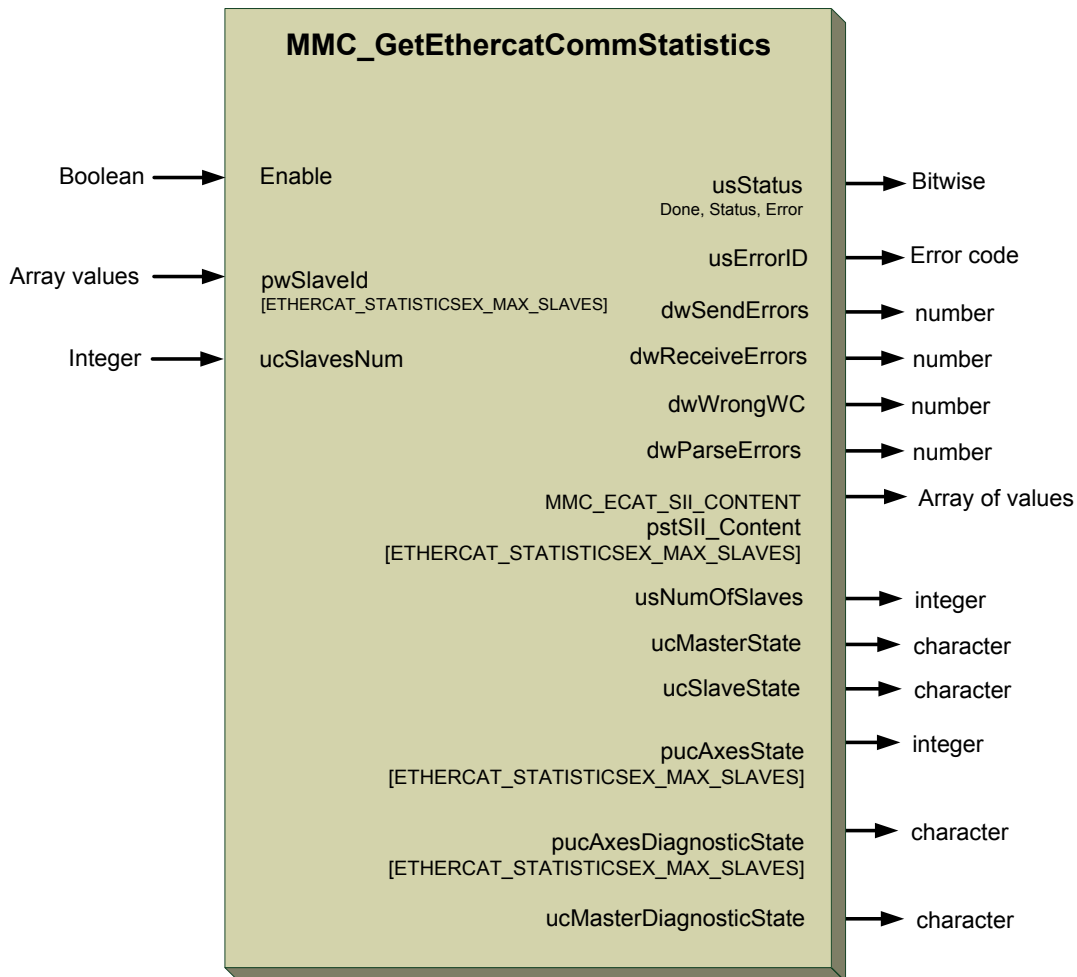 MMC_GetEthercatCommStatistics
Boolean
Enable
usStatus
Done, Status, Error
Bitwise
usErrorID
Error code
Array values
pwSlaveId
[ETHERCAT_STATISTICSEX_MAX_SLAVES]
dwSendErrors
number
Integer
ucSlavesNum
dwReceiveErrors
number
dwWrongWC
number
dwParseErrors
number
MMC_ECAT_SII_CONTENT
pstSII_Content
[ETHERCAT_STATISTICSEX_MAX_SLAVES]
Array of values
usNumOfSlaves
integer
ucMasterState
character
ucSlaveState
character
pucAxesState
[ETHERCAT_STATISTICSEX_MAX_SLAVES]
integer
pucAxesDiagnosticState
[ETHERCAT_STATISTICSEX_MAX_SLAVES]
character
ucMasterDiagnosticState
character